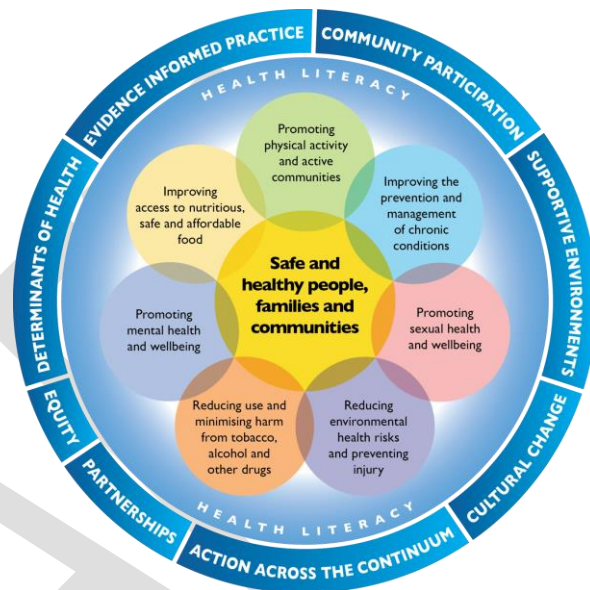 EVIDENCE INFORMED PRACTICE
COMMUNITY PARTICIPATION
SUPPORTIVE ENVIRONMENTS
CULTURAL CHANGE
ACTION ACROSS THE CONTINUUM
PARTNERSHIPS
EQUITY
DETERMINANTS OF HEALTH
HEALTH LITERACY
Promoting
physical activity
and active
communities
Improving the
prevention and
management
of chronic
conditions
Promoting
sexual health
and wellbeing
Reducing
environmental
health risks
and preventing
injury
Reducing use and
minimising harm
from tobacco,
alcohol and
other drugs
Promoting
mental health
and wellbeing
Improving
access to nutritious,
safe and affordable
food
Safe and
healthy people,
families and
communities
HEALTH LITERACY